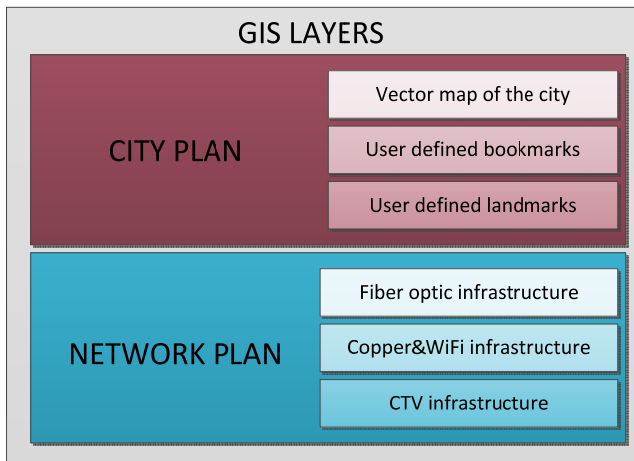 GIS LAYERS
CITY PLAN
Vector map of the city
User defined bookmarks
User defined landmarks
NETWORK PLAN
Fiber optic infrastructure
Copper&WiFi infrastructure
CTV infrastructure